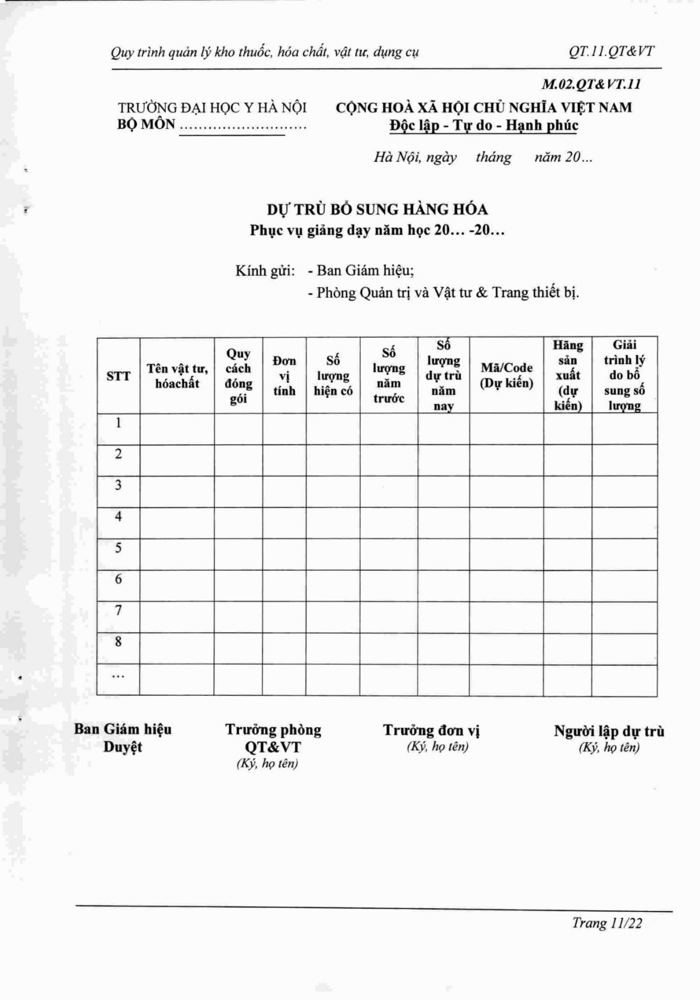 Quy trình quản lý kho thuốc, hóa chất, vật tư, dụng cụ QT.11.QT&VT
M.02.QT&VT.11
TRƯỜNG ĐẠI HỌC Y HÀ NỘI CỘNG HOÀ XÃ HỘI CHỦ NGHĨA VIỆT NAM
BỘ MÔN ........................... Độc lập - Tự do - Hạnh phúc
Hà Nội, ngày tháng năm 20...
DỰ TRÙ BỔ SUNG HÀNG HÓA
Phục vụ giảng dạy năm học 20... -20...
Kính gửi: - Ban Giám hiệu;
- Phòng Quản trị và Vật tư & Trang thiết bị.
STT
Tên vật tư,
hóachất
Quy
cách
đóng
gói
Đơn
vị
tính
Số
lượng
hiện có
Số
lượng
năm
trước
Số
lượng
dự trù
năm
nay
Mã/Code
(Dự kiến)
Hãng
sản
xuất
(dự
kiến)
Giải
trình lý
do bổ
sung số
lượng
1
2
3
4
5
6
7
8
...
Ban Giám hiệu
Duyệt
Trưởng phòng
QT&VT
(Ký, họ tên)
Trưởng đơn vị
(Ký, họ tên)
Người lập dự trù
(Ký, họ tên)
Trang 11/22